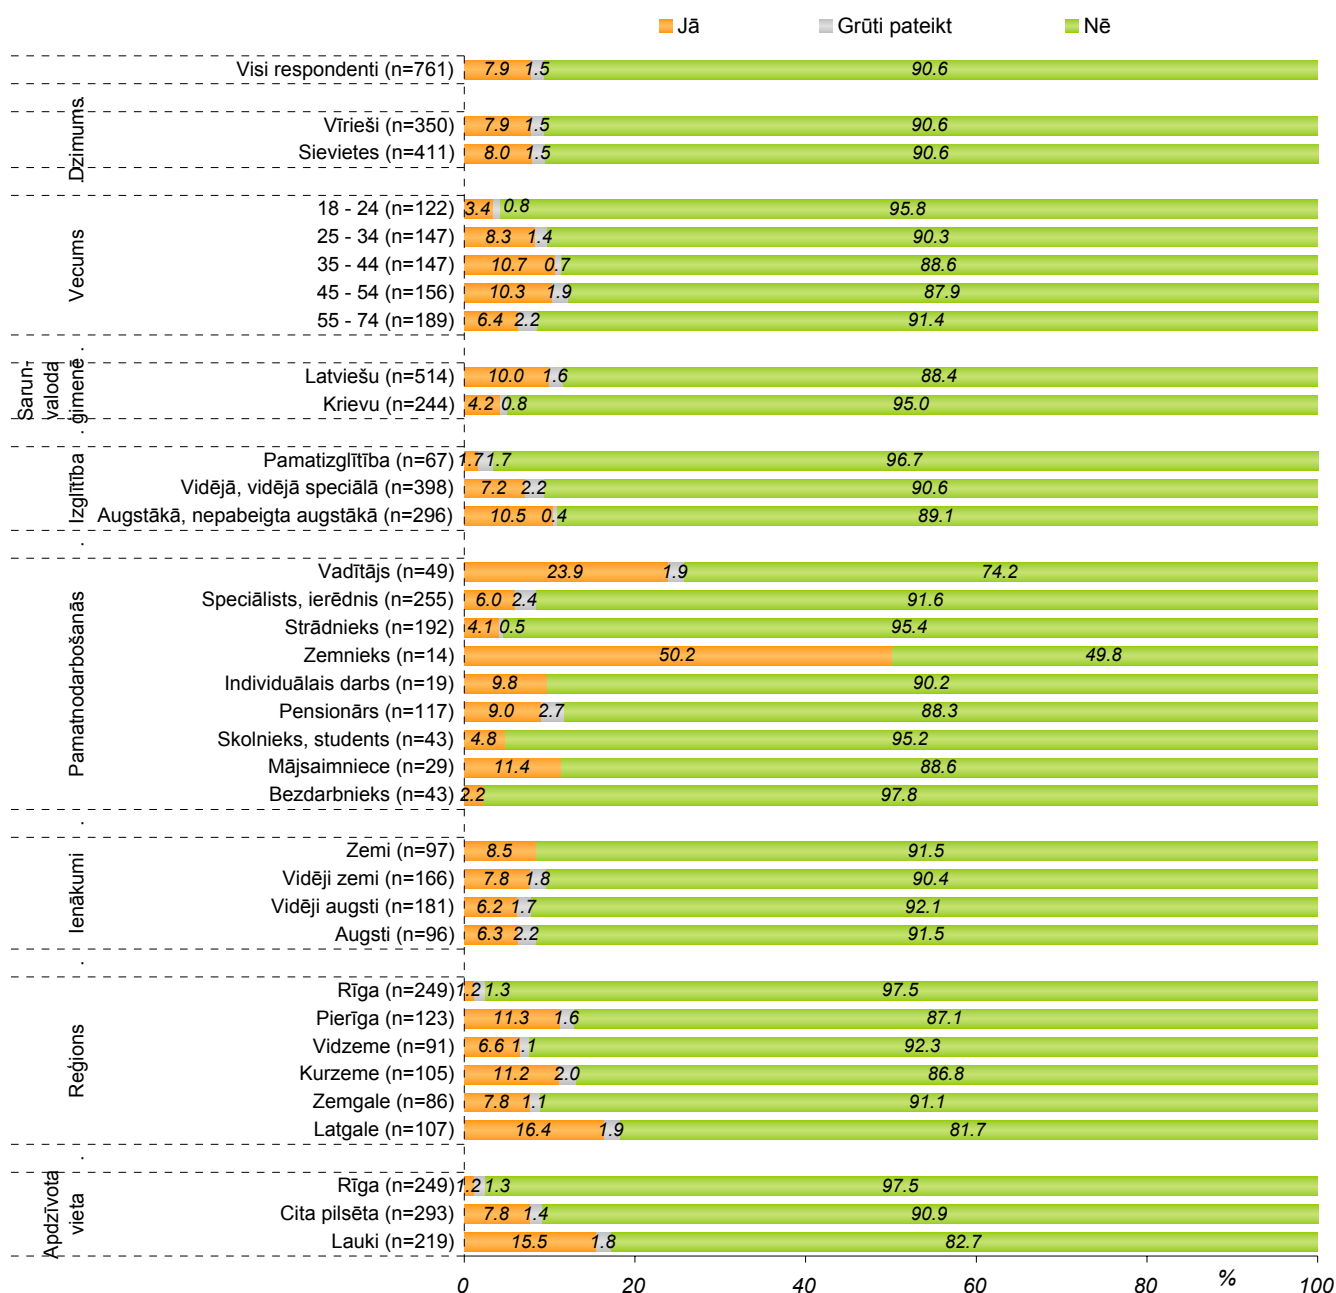 Jā Grūti pateikt Nē
Visi respondenti (n=761) 7.9 1.5 90.6
Dzimums.
Vīrieši (n=350) 7.9 1.5 90.6
Sievietes (n=411) 8.0 1.5 90.6
Vecums
18 - 24 (n=122) 3.4 0.8 95.8
25 - 34 (n=147) 8.3 1.4 90.3
35 - 44 (n=147) 10.7 0.7 88.6
45 - 54 (n=156) 10.3 1.9 87.9
55 - 74 (n=189) 6.4 2.2 91.4
Sarun-
valoda
ģimenē
Latviešu (n=514) 10.0 1.6 88.4
Krievu (n=244) 4.2 0.8 95.0
Izglītība
Pamatizglītība (n=67) 1.7 1.7 96.7
Vidējā, vidējā speciālā (n=398) 7.2 2.2 90.6
Augstākā, nepabeigta augstākā (n=296) 10.5 0.4 89.1
Pamatnodarbošanās
Vadītājs (n=49) 23.9 1.9 74.2
Speciālists, ierēdnis (n=255) 6.0 2.4 91.6
Strādnieks (n=192) 4.1 0.5 95.4
Zemnieks (n=14) 50.2 49.8
Individuālais darbs (n=19) 9.8 90.2
Pensionārs (n=117) 9.0 2.7 88.3
Skolnieks, students (n=43) 4.8 95.2
Mājsaimniece (n=29) 11.4 88.6
Bezdarbnieks (n=43) 2.2 97.8
Ienākumi
Zemi (n=97) 8.5 91.5
Vidēji zemi (n=166) 7.8 1.8 90.4
Vidēji augsti (n=181) 6.2 1.7 92.1
Augsti (n=96) 6.3 2.2 91.5
Reģions
Rīga (n=249) 1.2 1.3 97.5
Pierīga (n=123) 11.3 1.6 87.1
Vidzeme (n=91) 6.6 1.1 92.3
Kurzeme (n=105) 11.2 2.0 86.8
Zemgale (n=86) 7.8 1.1 91.1
Latgale (n=107) 16.4 1.9 81.7
Apdzīvota
vieta
Rīga (n=249) 1.2 1.3 97.5
Cita pilsēta (n=293) 7.8 1.4 90.9
Lauki (n=219) 15.5 1.8 82.7
0 20 40 60 80 % 100